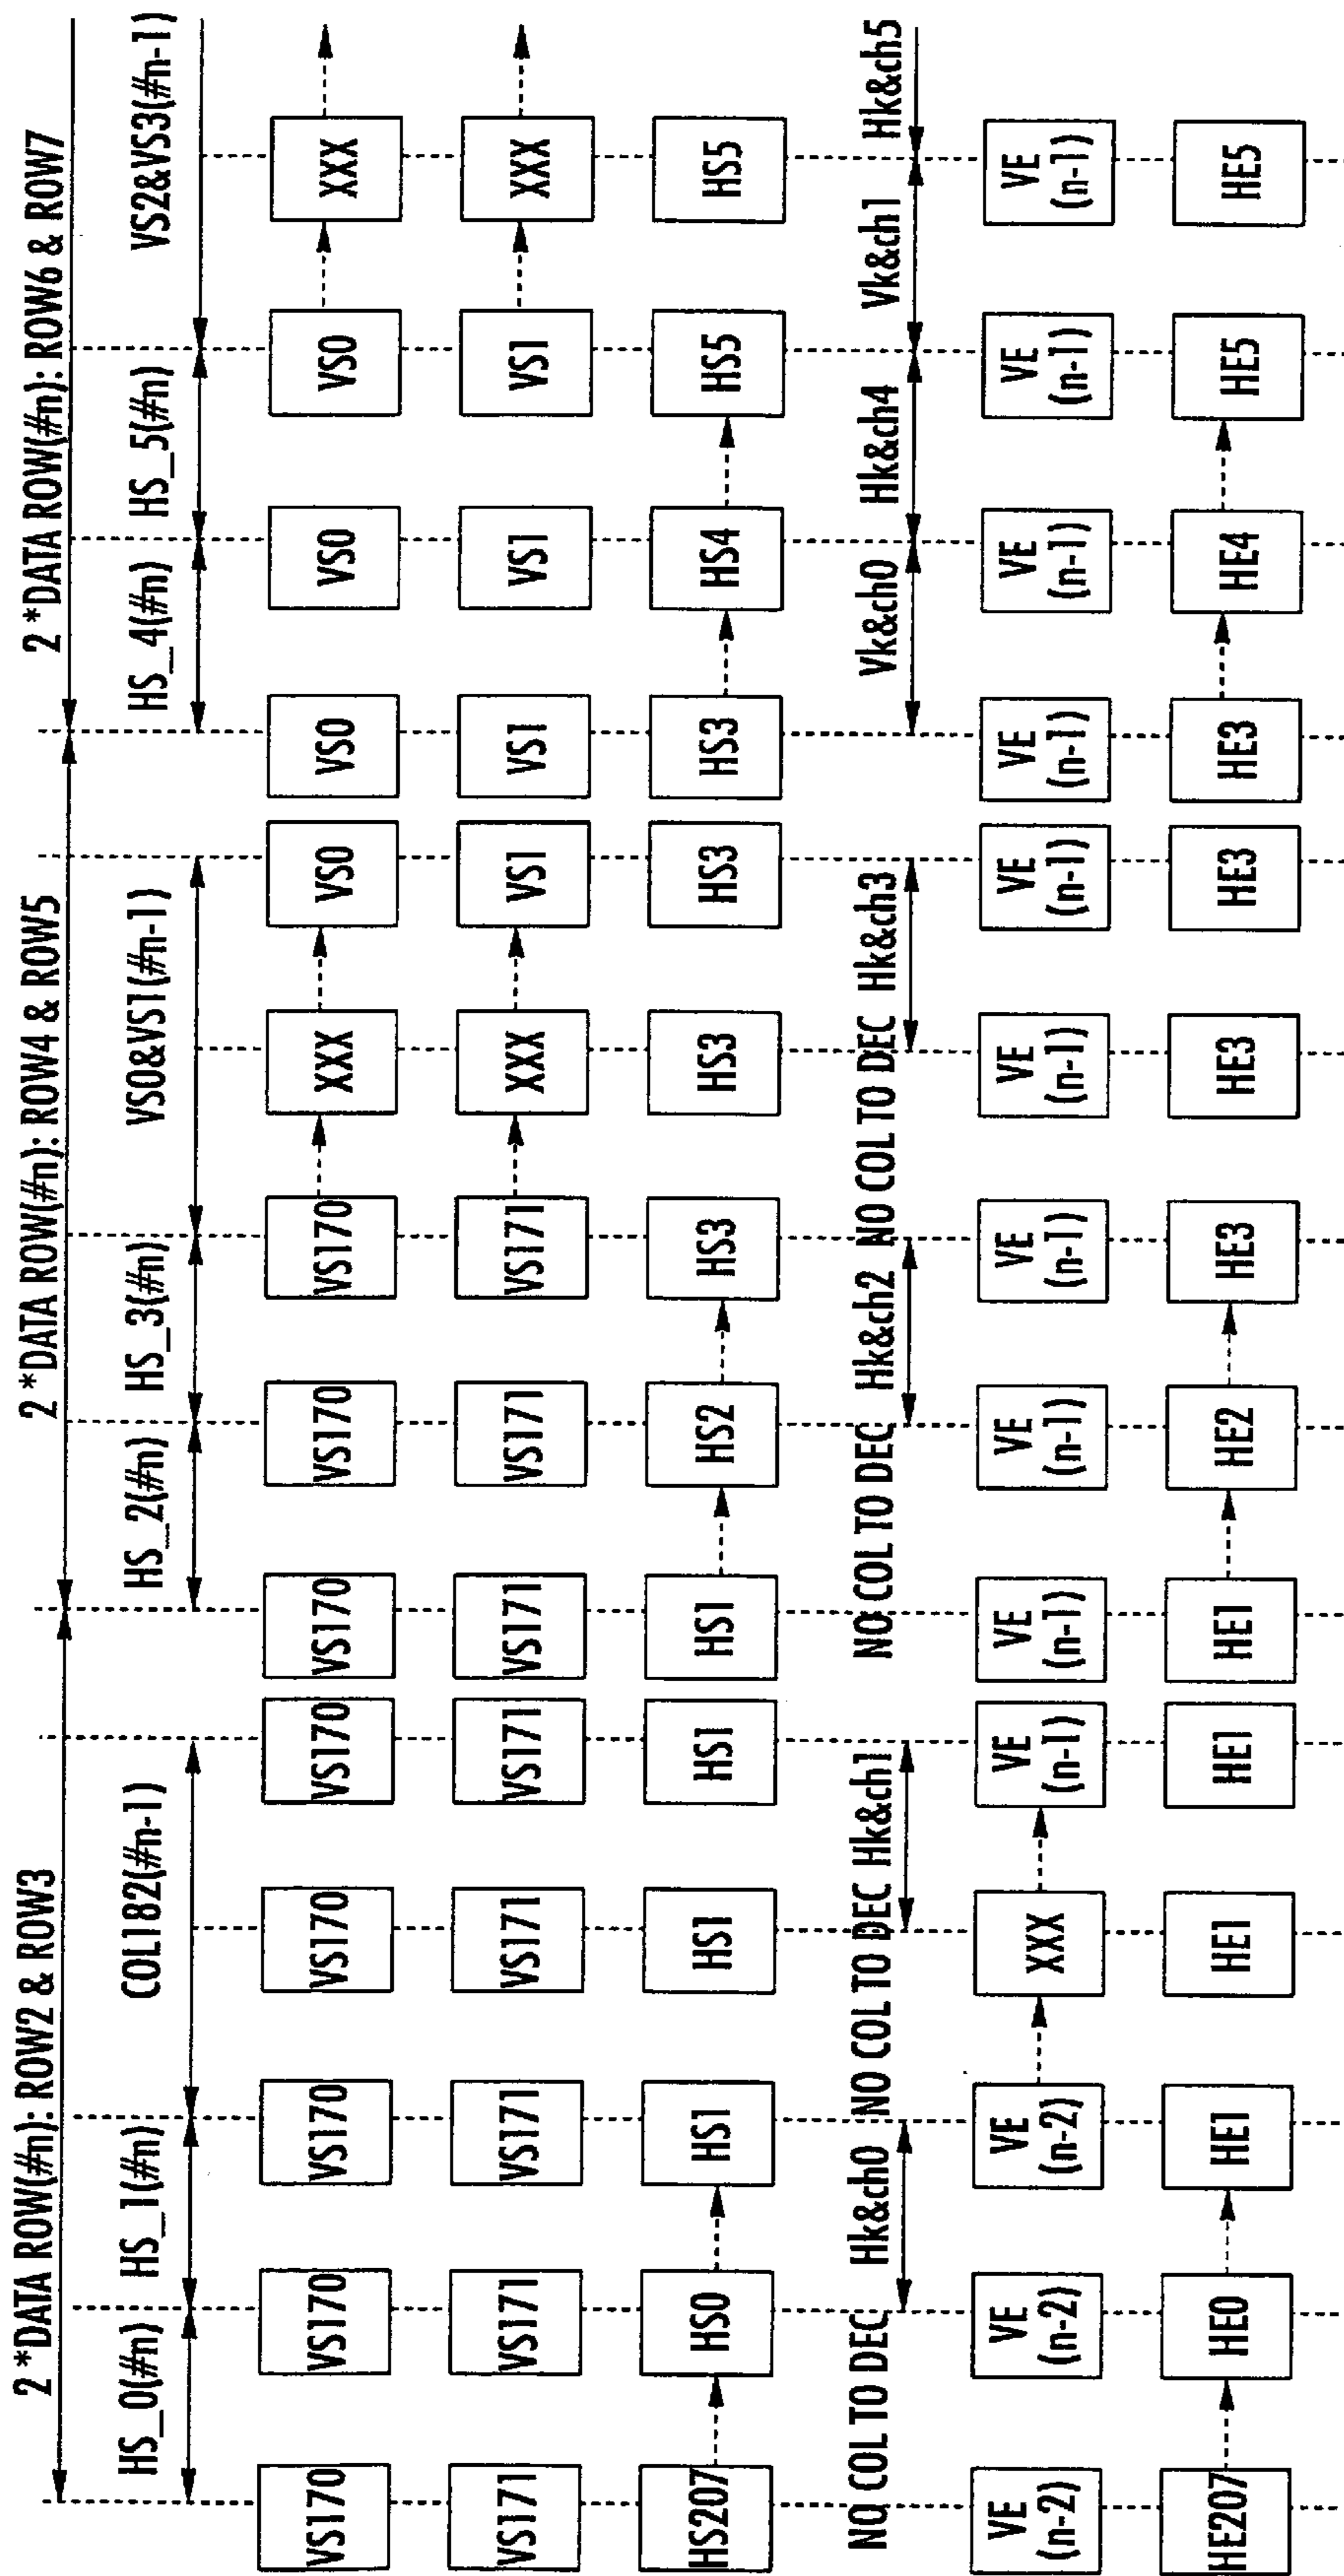 2 *DATA ROW(#n): ROW2 & ROW3 2 *DATA ROW(#n): ROW4 & ROW5 2 *DATA ROW(#n): ROW6 & ROW7
HS_0(#n) HS_1(#n) COL182(#n-1) HS_2(#n) HS_3(#n) VS0&VS1(#n-1) HS_4(#n) HS_5(#n) VS2&VS3(#n-1)
VS170 VS170 VS170 VS170 VS170 VS170 VS170 VS170 XXX VS0 VS0 VS0 VS0 XXX
VS171 VS171 VS171 VS171 VS171 VS171 VS171 VS171 XXX VS1 VS1 VS1 VS1 XXX
HS207 HS0 HS1 HS1 HS1 HS1 HS2 HS3 HS3 HS3 HS3 HS4 HS5 HS5
NO COL TO DEC Hk&ch0 NO COL TO DEC Hk&ch1 NO COL TO DEC Hk&ch2 NO COL TO DEC Hk&ch3 Vk&ch0 Hk&ch4 Vk&ch1 Hk&ch5
VE VE VE XXX VE VE VE VE VE VE VE VE VE VE
(n-2) (n-2) (n-2) (n-1) (n-1) (n-1) (n-1) (n-1) (n-1) (n-1) (n-1) (n-1) (n-1)
HE207 HE0 HE1 HE1 HE1 HE1 HE2 HE3 HE3 HE3 HE3 HE4 HE5 HE5